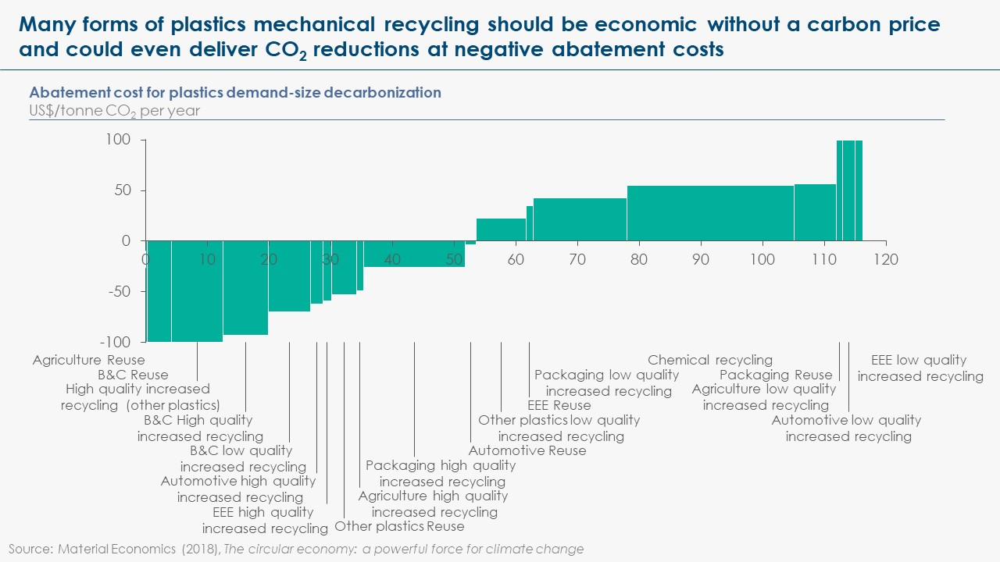 Many forms of plastics mechanical recycling should be economic without a carbon price
and could even deliver CO₂ reductions at negative abatement costs
Abatement cost for plastics demand-size decarbonization
US$/tonne CO₂ per year
100
50
0
-50
-100
0 10 20 30 40 50 60 70 80 90 100 110 120
Agriculture Reuse
B&C Reuse
High quality increased
recycling (other plastics)
B&C High quality
increased recycling
B&C low quality
increased recycling
Automotive high quality
increased recycling
EEE high quality
increased recycling
Other plastics Reuse
Agriculture high quality
increased recycling
Packaging high quality
increased recycling
Automotive Reuse
Other plastics low quality
increased recycling
EEE Reuse
Packaging low quality
increased recycling
Chemical recycling
Packaging Reuse
Agriculture low quality
increased recycling
Automotive low quality
increased recycling
EEE low quality
increased recycling
Source: Material Economics (2018), The circular economy: a powerful force for climate change